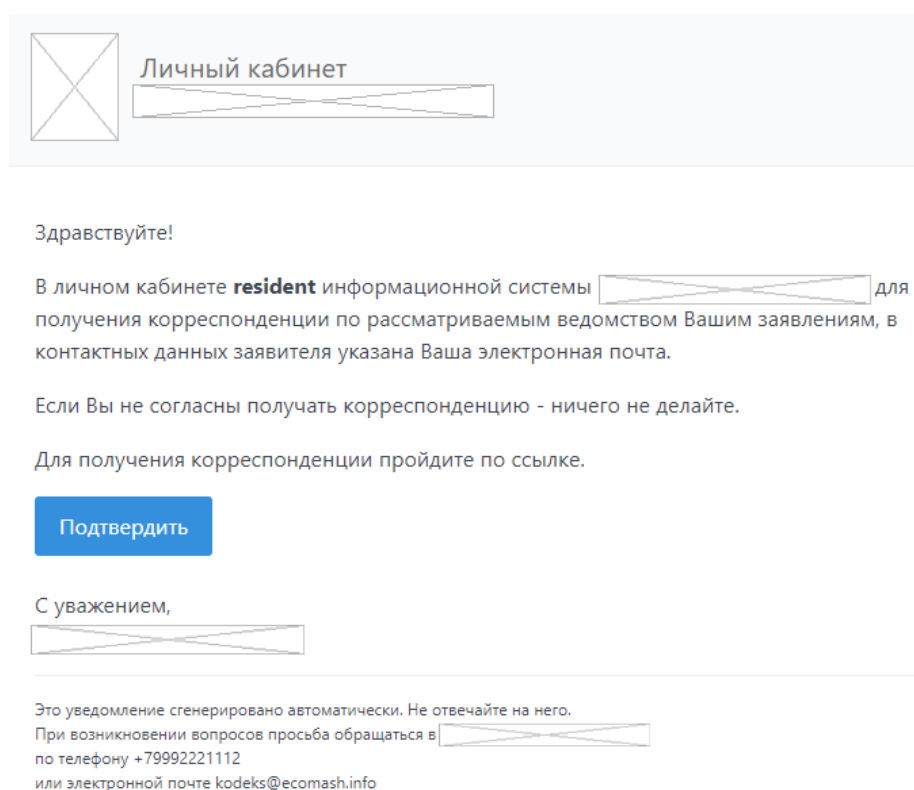 Личный кабинет
Здравствуйте!
В личном кабинете resident информационной системы для
получения корреспонденции по рассматриваемым ведомством Вашим заявлениям, в
контактных данных заявителя указана Ваша электронная почта.
Если Вы не согласны получать корреспонденцию - ничего не делайте.
Для получения корреспонденции пройдите по ссылке.
Подтвердить
С уважением,
Это уведомление сгенерировано автоматически. Не отвечайте на него.
При возникновении вопросов просьба обращаться в
по телефону +79992221112
или электронной почте kodeks@ecomash.info